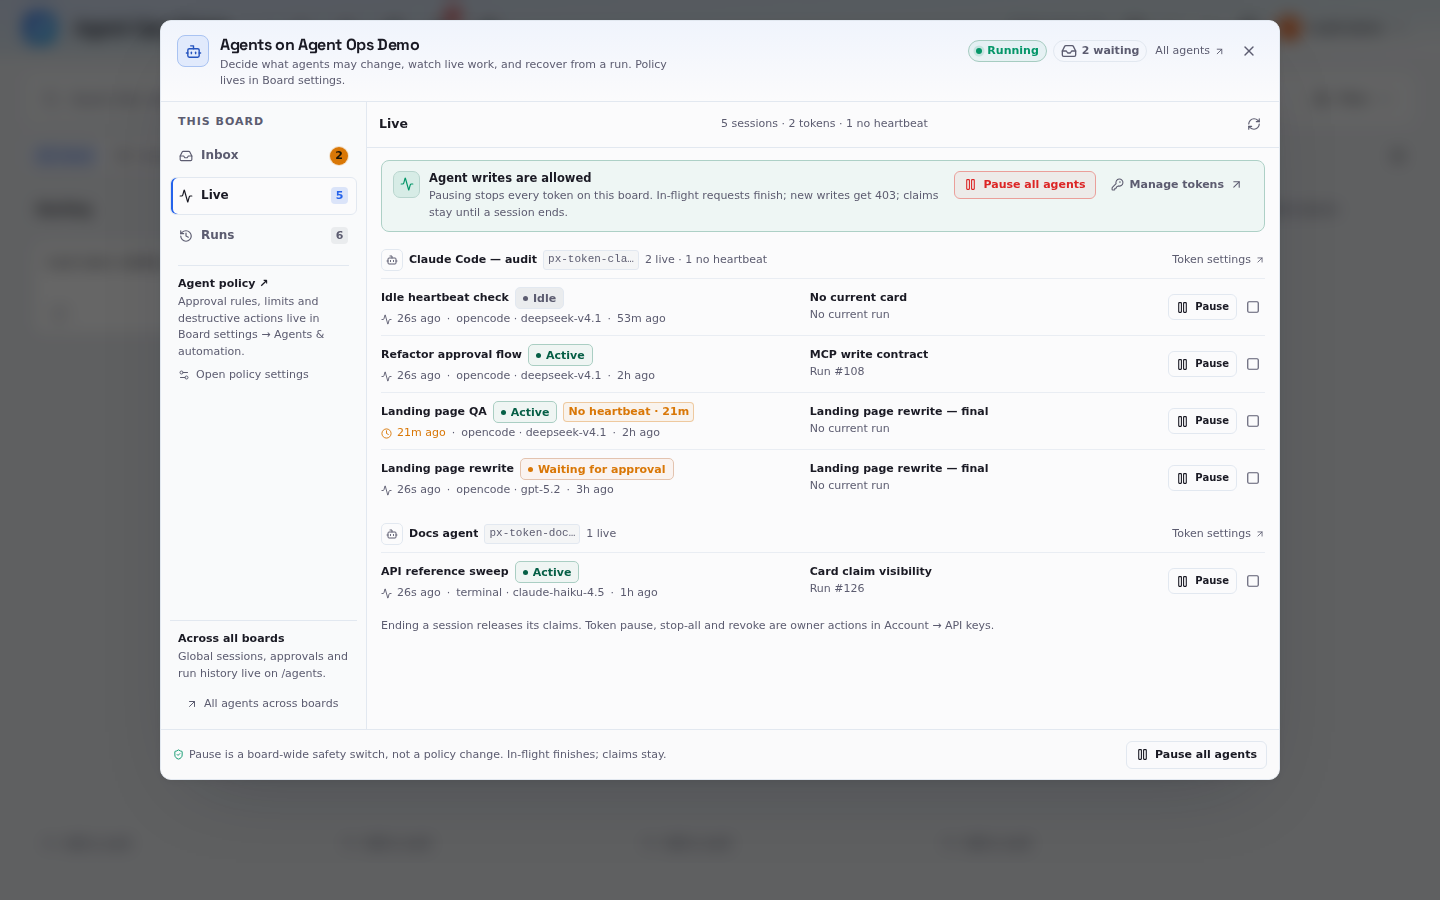 Agents on Agent Ops Demo
Decide what agents may change, watch live work, and recover from a run. Policy
lives in Board settings.
Running
2 waiting
All agents ↗
THIS BOARD
Inbox 2
Live 5
Runs 6
Agent policy ↗
Approval rules, limits and
destructive actions live in
Board settings → Agents &
automation.
Open policy settings
Across all boards
Global sessions, approvals and
run history live on /agents.
All agents across boards
Live
5 sessions · 2 tokens · 1 no heartbeat
Agent writes are allowed
Pausing stops every token on this board. In-flight requests finish; new writes get 403; claims
stay until a session ends.
Pause all agents
Manage tokens ↗
Claude Code — audit px-token-cla… 2 live · 1 no heartbeat
Token settings ↗
Idle heartbeat check Idle
26s ago · opencode · deepseek-v4.1 · 53m ago
No current card
No current run
Pause
Refactor approval flow Active
26s ago · opencode · deepseek-v4.1 · 2h ago
MCP write contract
Run #108
Pause
Landing page QA Active No heartbeat · 21m
21m ago · opencode · deepseek-v4.1 · 2h ago
Landing page rewrite — final
No current run
Pause
Landing page rewrite Waiting for approval
26s ago · opencode · gpt-5.2 · 3h ago
Landing page rewrite — final
No current run
Pause
Docs agent px-token-doc… 1 live
Token settings ↗
API reference sweep Active
26s ago · terminal · claude-haiku-4.5 · 1h ago
Card claim visibility
Run #126
Pause
Ending a session releases its claims. Token pause, stop-all and revoke are owner actions in Account → API keys.
Pause is a board-wide safety switch, not a policy change. In-flight finishes; claims stay.
Pause all agents